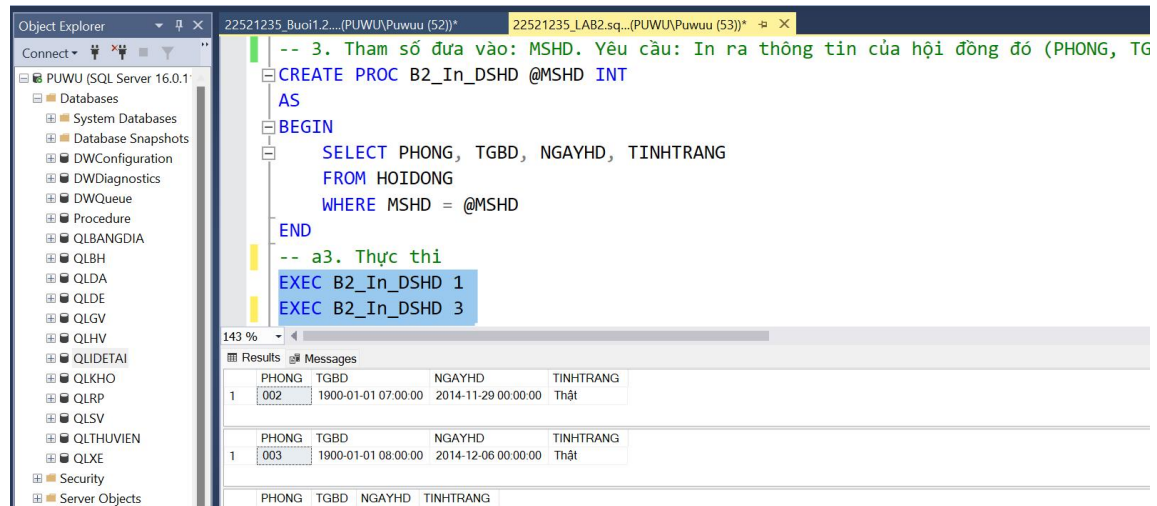 Object Explorer
22521235_Buoi1.2....(PUWU\Puwuu (52))*
22521235_LAB2.sq...(PUWU\Puwuu (53))*
Connect
PUWU (SQL Server 16.0.1
Databases
System Databases
Database Snapshots
DWConfiguration
DWDiagnostics
DWQueue
Procedure
QLBANGDIA
QLBH
QLDA
QLDE
QLGV
QLHV
QLIDETAI
QLKHO
QLRP
QLSV
QLTHUVIEN
QLXE
Security
Server Objects
-- 3. Tham số đưa vào: MSHD. Yêu cầu: In ra thông tin của hội đồng đó (PHONG, TG
CREATE PROC B2_In_DSHD @MSHD INT
AS
BEGIN
SELECT PHONG, TGBD, NGAYHD, TINHTRANG
FROM HOIDONG
WHERE MSHD = @MSHD
END
-- a3. Thực thi
EXEC B2_In_DSHD 1
EXEC B2_In_DSHD 3
143 %
Results Messages
PHONG TGBD NGAYHD TINHTRANG
1 002 1900-01-01 07:00:00 2014-11-29 00:00:00 Thật
PHONG TGBD NGAYHD TINHTRANG
1 003 1900-01-01 08:00:00 2014-12-06 00:00:00 Thật
PHONG TGBD NGAYHD TINHTRANG